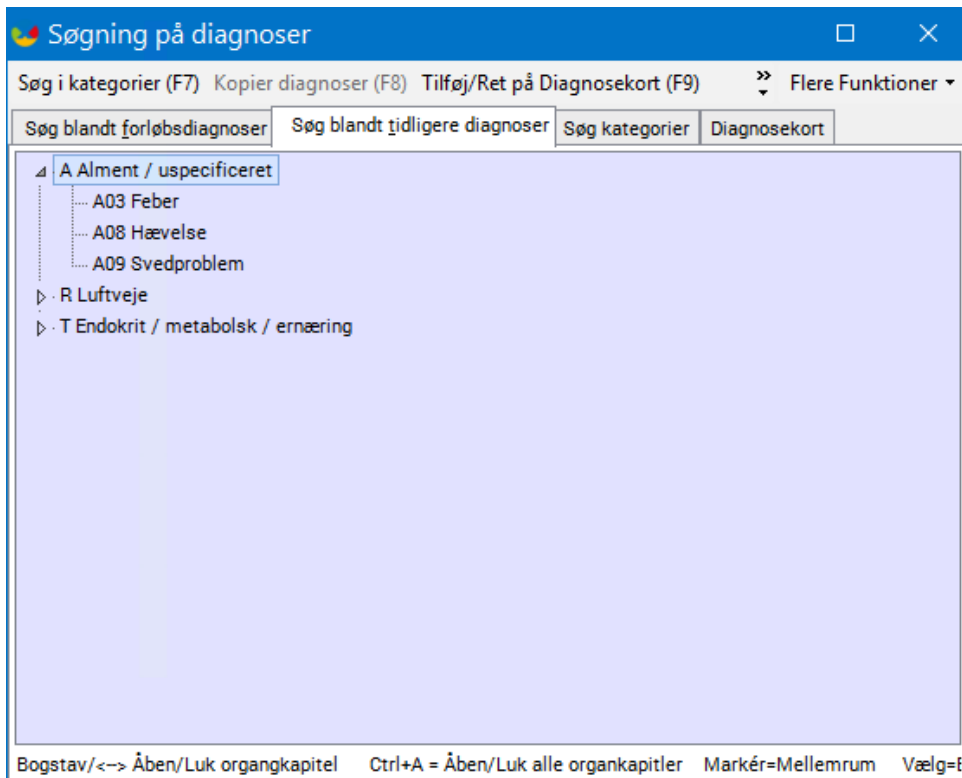 Søgning på diagnoser
Søg i kategorier (F7) Kopier diagnoser (F8) Tilføj/Ret på Diagnosekort (F9) Flere Funktioner
Søg blandt forløbsdiagnoser Søg blandt tidligere diagnoser Søg kategorier Diagnosekort
A Alment / uspecificeret
A03 Feber
A08 Hævelse
A09 Svedproblem
R Luftveje
T Endokrit / metabolsk / ernæring
Bogstav/<--> Åben/Luk organgkapitel Ctrl+A = Åben/Luk alle organkapitler Markér=Mellemrum Vælg=